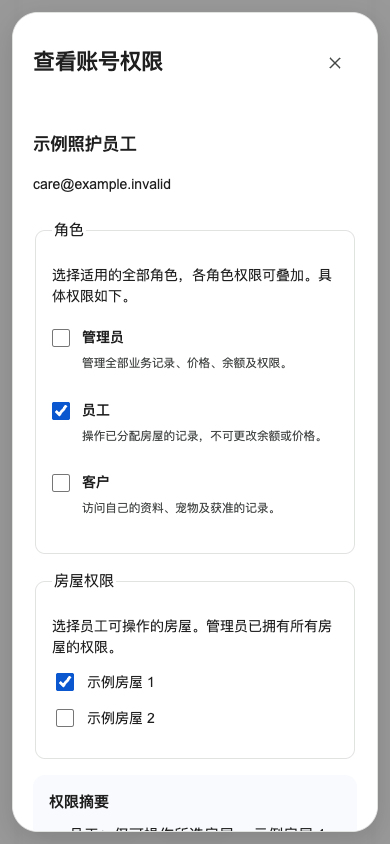 查看账号权限
示例照护员工
care@example.invalid
角色
选择适用的全部角色，各角色权限可叠加。具
体权限如下。
管理员
管理全部业务记录、价格、余额及权限。
员工
操作已分配房屋的记录，不可更改余额或价格。
客户
访问自己的资料、宠物及获准的记录。
房屋权限
选择员工可操作的房屋。管理员已拥有所有房
屋的权限。
示例房屋 1
示例房屋 2
权限摘要